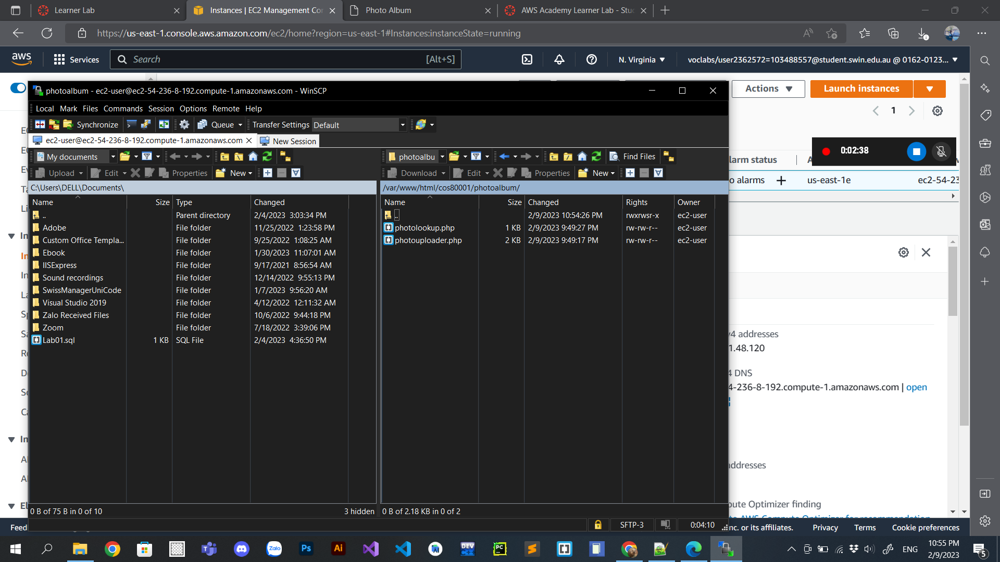 Learner Lab
Instances | EC2 Management Co
Photo Album
AWS Academy Learner Lab - Stu
https://us-east-1.console.aws.amazon.com/ec2/home?region=us-east-1#Instances:instanceState=running
aws
Services
Search
[Alt+S]
N. Virginia
voclabs/user2362572=103488557@student.swin.edu.au @ 0162-0123...
photoalbum - ec2-user@ec2-54-236-8-192.compute-1.amazonaws.com - WinSCP
Actions
Launch instances
1
Local Mark Files Commands Session Options Remote Help
Synchronize
Queue
Transfer Settings Default
ec2-user@ec2-54-236-8-192.compute-1.amazonaws.com
New Session
0:02:38
My documents
photoalbu
Find Files
larm status
Upload Edit Properties New
Download Edit Properties New
o alarms
us-east-1e
ec2-54-23
C:\Users\DELL\Documents\
/var/www/html/cos80001/photoalbum/
Name Size Type Changed
Name Size Changed Rights Owner
.. Parent directory 2/4/2023 3:03:34 PM
.. 2/9/2023 10:54:26 PM rwxrwsr-x ec2-user
Adobe File folder 11/25/2022 1:23:58 PM
photolookup.php 1 KB 2/9/2023 9:49:27 PM rw-rw-r-- ec2-user
Custom Office Templa... File folder 9/25/2022 1:08:25 AM
photouploader.php 2 KB 2/9/2023 9:49:17 PM rw-rw-r-- ec2-user
Ebook File folder 1/30/2023 11:07:01 AM
IISExpress File folder 9/17/2021 8:56:54 AM
Sound recordings File folder 12/14/2022 9:55:13 PM
SwissManagerUniCode File folder 1/7/2023 9:56:20 AM
Visual Studio 2019 File folder 4/12/2022 12:11:32 AM
Zalo Received Files File folder 10/6/2022 9:44:18 PM
Zoom File folder 7/18/2022 3:39:06 PM
Lab01.sql 1 KB SQL File 2/4/2023 4:36:50 PM
v4 addresses
1.48.120
4 DNS
4-236-8-192.compute-1.amazonaws.com | open
ddresses
pute Optimizer finding
0 B of 75 B in 0 of 10
3 hidden
0 B of 2.18 KB in 0 of 2
SFTP-3
0:04:10
Feed
nc. or its affiliates.
Privacy
Terms
Cookie preferences
Zalo
Ps
Ai
DEV
PC
ENG
10:55 PM
2/9/2023
5